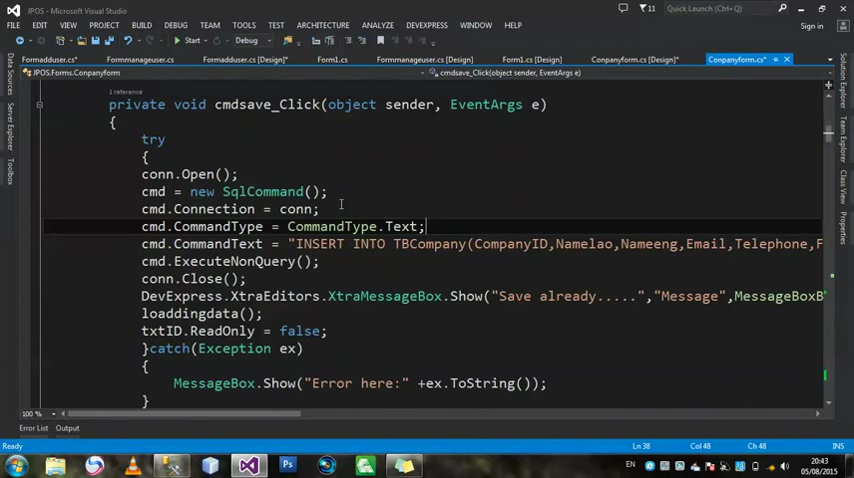 JPOS - Microsoft Visual Studio
11
Quick Launch (Ctrl+Q)
FILE EDIT VIEW PROJECT BUILD DEBUG TEAM TOOLS TEST ARCHITECTURE ANALYZE DEVEXPRESS WINDOW HELP
Sign in
Start Debug
Formadduser.cs Formmanageuser.cs Formadduser.cs [Design]* Form1.cs Formmanageuser.cs [Design]* Form1.cs [Design] Conpanyform.cs [Design]* Conpanyform.cs*
JPOS.Forms.Conpanyform cmdsave_Click(object sender, EventArgs e)
1 reference
private void cmdsave_Click(object sender, EventArgs e)
{
try
{
conn.Open();
cmd = new SqlCommand();
cmd.Connection = conn;
cmd.CommandType = CommandType.Text;
cmd.CommandText = "INSERT INTO TBCompany(CompanyID,Namelao,Nameeng,Email,Telephone,F
cmd.ExecuteNonQuery();
conn.Close();
DevExpress.XtraEditors.XtraMessageBox.Show("Save already.....","Message",MessageBoxB
loaddingdata();
txtID.ReadOnly = false;
}catch(Exception ex)
{
MessageBox.Show("Error here:" +ex.ToString());
}
Data Sources
Server Explorer
Toolbox
Solution Explorer
Team Explorer
Class View
Properties
100 %
Error List Output
Ready Ln 38 Col 48 Ch 48 INS
Ps
EN
20:43
05/08/2015